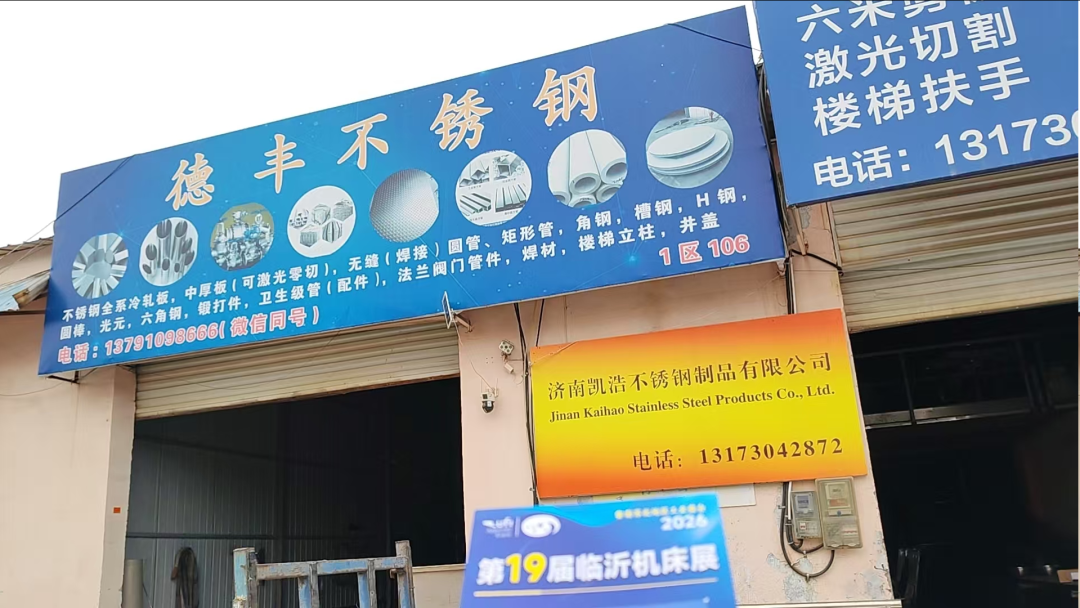 德丰不锈钢
不锈钢全系冷轧板，中厚板（可激光零切），无缝（焊接）圆管、矩形管，角钢，槽钢，H钢，
圆棒，光元，六角钢，锻打件，卫生级管（配件），法兰阀门管件，焊材，楼梯立柱，井盖
电话：13791098666（微信同号）
1区106
激光切割
楼梯扶手
电话：13173
济南凯浩不锈钢制品有限公司
Jinan Kaihao Stainless Steel Products Co., Ltd.
电话：13173042872
2026
第19届临沂机床展